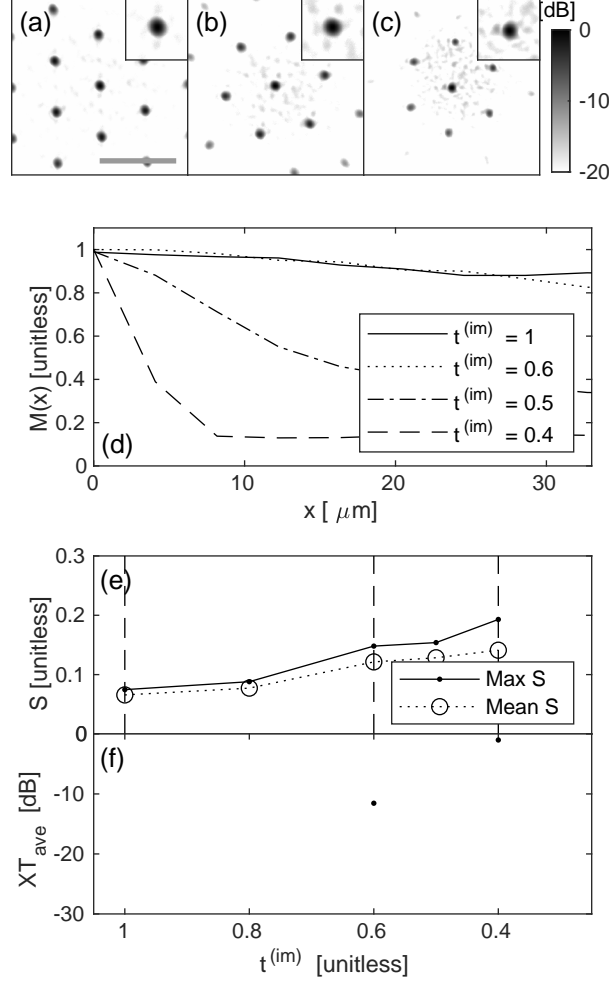 (a) (b) (c) [dB]
0
-10
-20
M(x) [unitless]
1
0.8
0.6
0.4
0.2
0
(d)
t(im) = 1
t(im) = 0.6
t(im) = 0.5
t(im) = 0.4
0 10 20 30
x [ μm]
S [unitless]
0.3
0.2
0.1
0
(e)
Max S
Mean S
XTave [dB]
0
-10
-20
-30
(f)
1 0.8 0.6 0.4
t(im) [unitless]